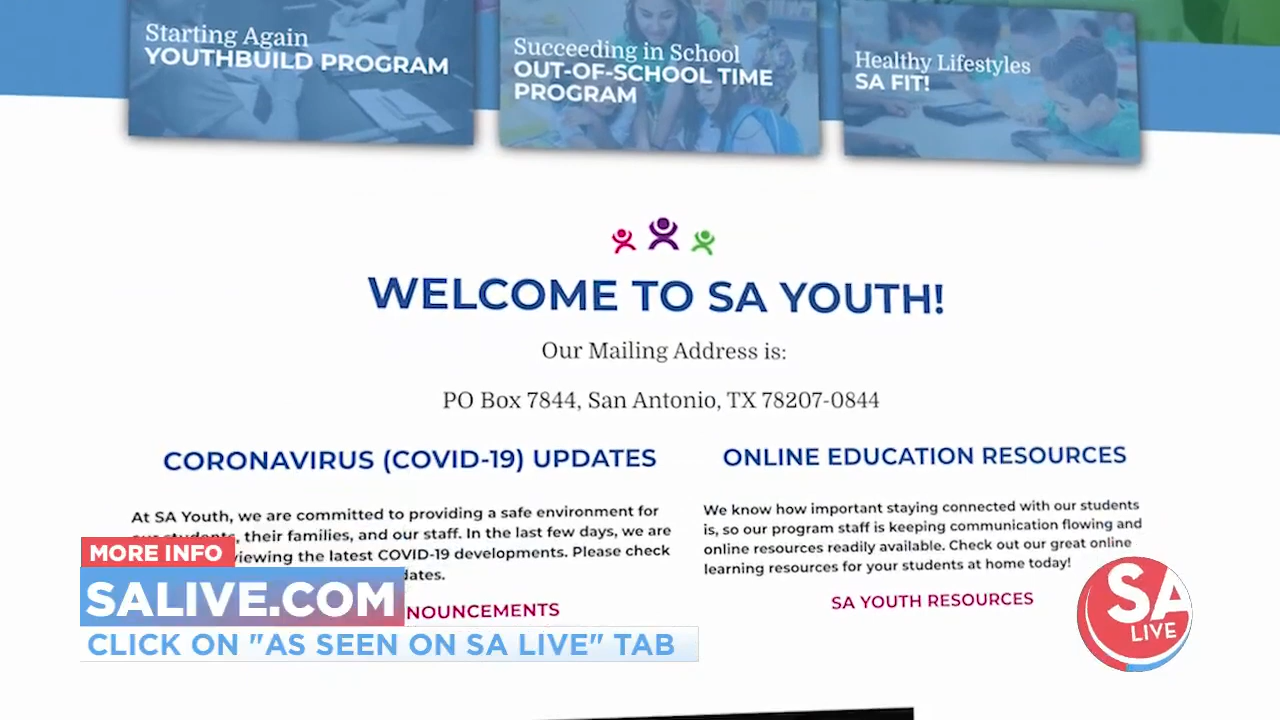 Starting Again
YOUTHBUILD PROGRAM
Succeeding in School
OUT-OF-SCHOOL TIME
PROGRAM
Healthy Lifestyles
SA FIT!
WELCOME TO SA YOUTH!
Our Mailing Address is:
PO Box 7844, San Antonio, TX 78207-0844
CORONAVIRUS (COVID-19) UPDATES
At SA Youth, we are committed to providing a safe environment for
our students, their families, and our staff. In the last few days, we are
viewing the latest COVID-19 developments. Please check
dates.
NOUNCEMENTS
ONLINE EDUCATION RESOURCES
We know how important staying connected with our students
is, so our program staff is keeping communication flowing and
online resources readily available. Check out our great online
learning resources for your students at home today!
SA YOUTH RESOURCES
MORE INFO
SALIVE.COM
CLICK ON "AS SEEN ON SA LIVE" TAB
SA
LIVE